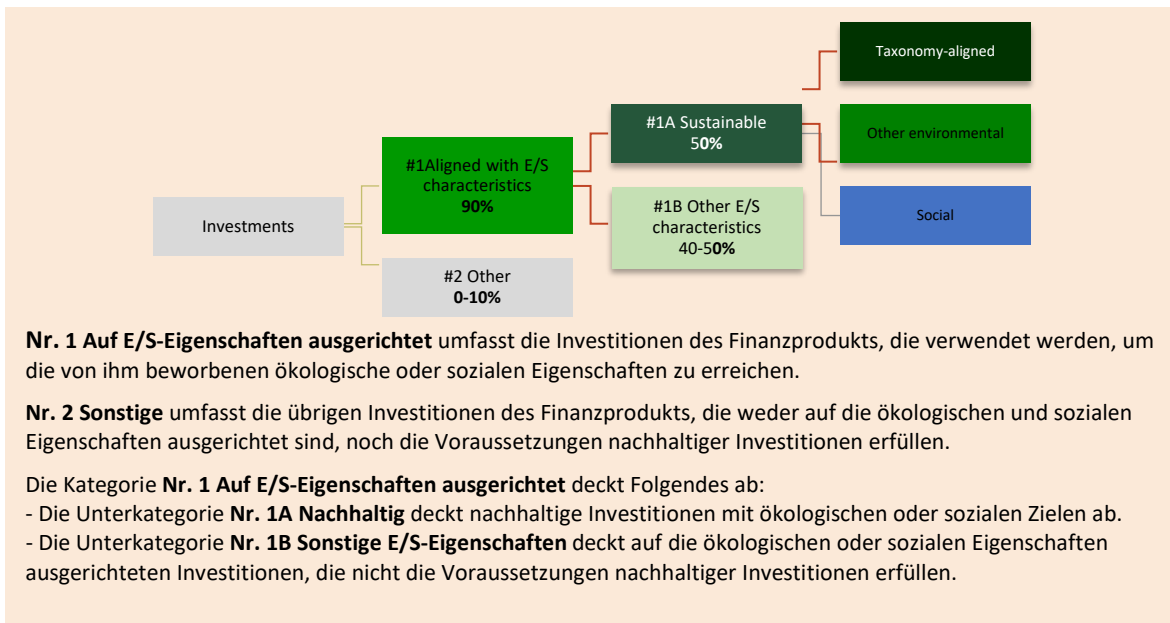 Taxonomy-aligned
#1A Sustainable
50%
Other environmental
#1Aligned with E/S
characteristics
90%
#1B Other E/S
characteristics
40-50%
Social
Investments
#2 Other
0-10%
Nr. 1 Auf E/S-Eigenschaften ausgerichtet umfasst die Investitionen des Finanzprodukts, die verwendet werden, um
die von ihm beworbenen ökologische oder sozialen Eigenschaften zu erreichen.
Nr. 2 Sonstige umfasst die übrigen Investitionen des Finanzprodukts, die weder auf die ökologischen und sozialen
Eigenschaften ausgerichtet sind, noch die Voraussetzungen nachhaltiger Investitionen erfüllen.
Die Kategorie Nr. 1 Auf E/S-Eigenschaften ausgerichtet deckt Folgendes ab:
- Die Unterkategorie Nr. 1A Nachhaltig deckt nachhaltige Investitionen mit ökologischen oder sozialen Zielen ab.
- Die Unterkategorie Nr. 1B Sonstige E/S-Eigenschaften deckt auf die ökologischen oder sozialen Eigenschaften
ausgerichteten Investitionen, die nicht die Voraussetzungen nachhaltiger Investitionen erfüllen.